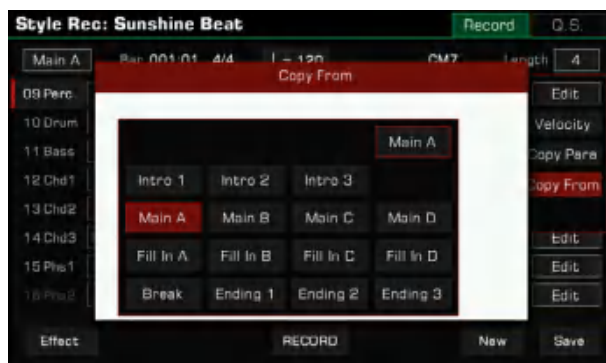 Style Rec: Sunshine Beat Record Q.S.
Main A Bar 001:01 4/4 = 120 CM7 Length 4
Copy From
09 Perc Edit
10 Drum Velocity
Main A
11 Bass Copy Para
12 Chd1 Intro 1 Intro 2 Intro 3 Copy From
13 Chd2 Main A Main B Main C Main D
14 Chd3 Edit
Fill In A Fill In B Fill In C Fill In D
15 Phs1 Edit
16 Phs2 Break Ending 1 Ending 2 Ending 3 Edit
Effect RECORD New Save